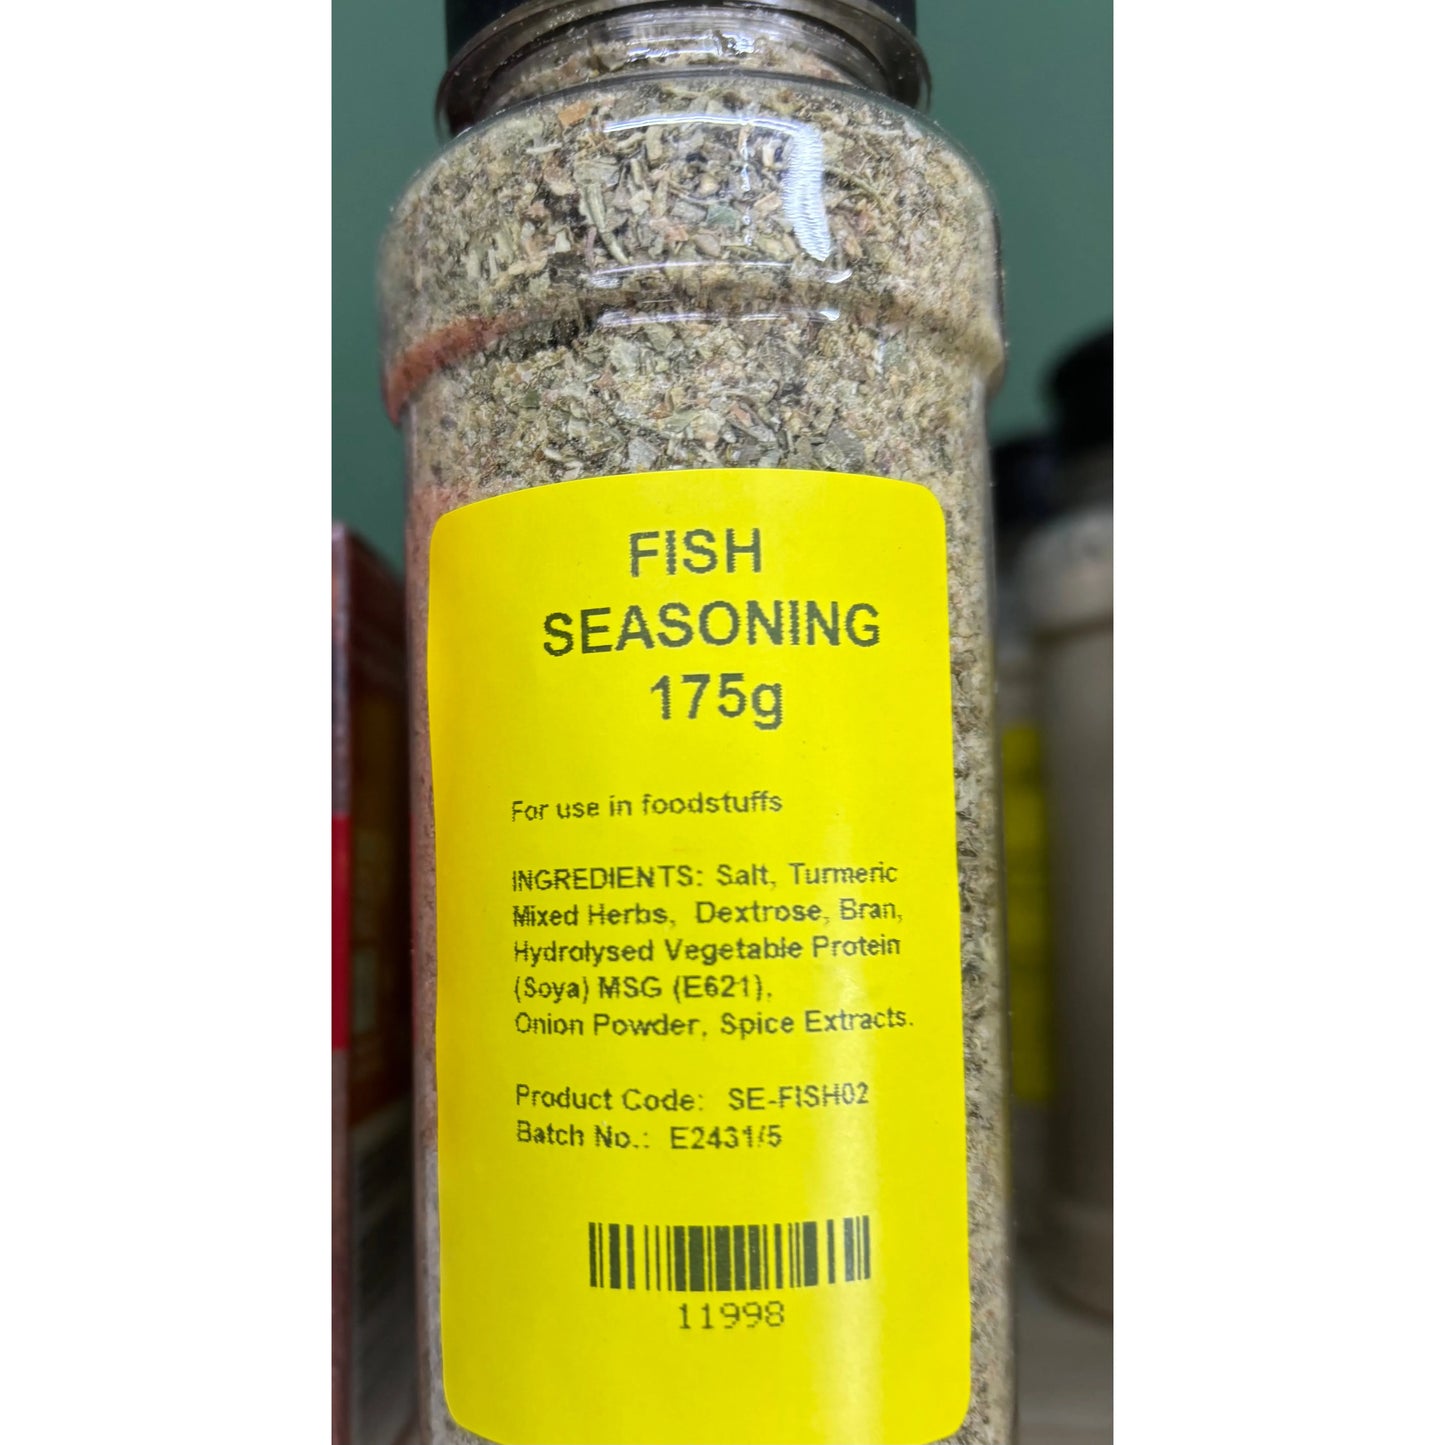 FISH
SEASONING
175g
For use in foodstuffs
INGREDIENTS: Salt, Turmeric
Mixed Herbs, Dextrose, Bran,
Hydrolysed Vegetable Protein
(Soya) MSG (E621),
Onion Powder, Spice Extracts.
Product Code: SE-FISH02
Batch No.: E2431/5
11998